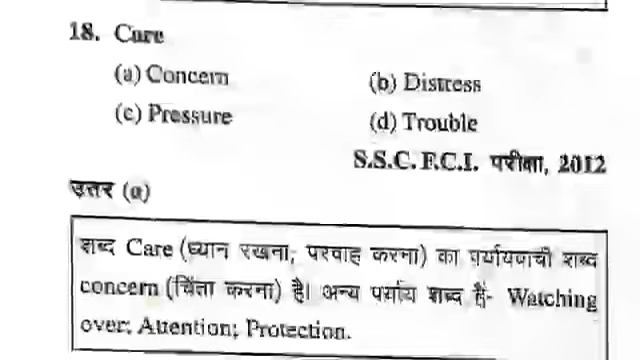 18. Care
(a) Concern
(b) Distress
(c) Pressure
(d) Trouble
S.S.C. F.C.I. परीक्षा, 2012
उत्तर (a)
शब्द Care (ध्यान रखना, परवाह करना) का पर्यायवाची शब्द
concern (चिंता करना) है। अन्य पर्याय शब्द हैं- Watching
over; Attention; Protection.